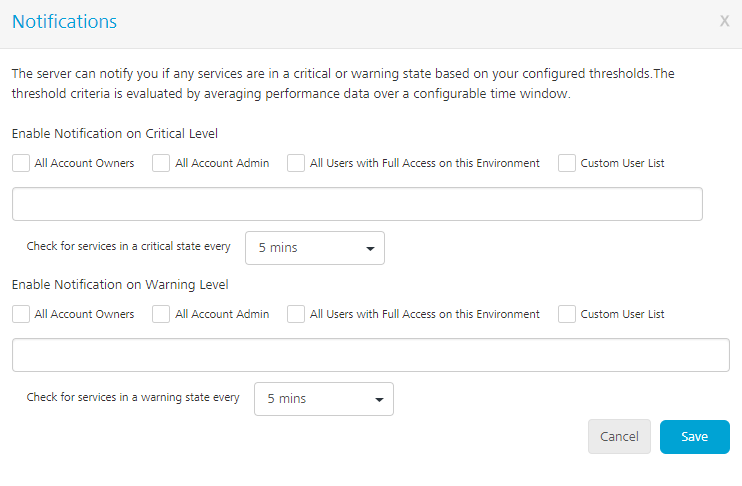 Notifications
X
The server can notify you if any services are in a critical or warning state based on your configured thresholds.The
threshold criteria is evaluated by averaging performance data over a configurable time window.
Enable Notification on Critical Level
All Account Owners All Account Admin All Users with Full Access on this Environment Custom User List
Check for services in a critical state every 5 mins
Enable Notification on Warning Level
All Account Owners All Account Admin All Users with Full Access on this Environment Custom User List
Check for services in a warning state every 5 mins
Cancel Save